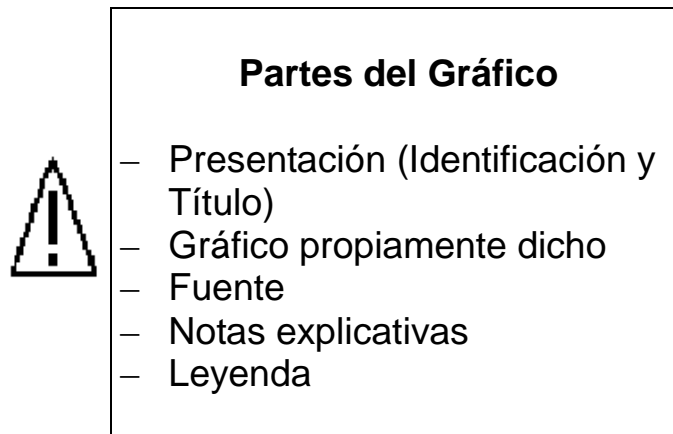 Partes del Gráfico
– Presentación (Identificación y
Título)
– Gráfico propiamente dicho
– Fuente
– Notas explicativas
– Leyenda